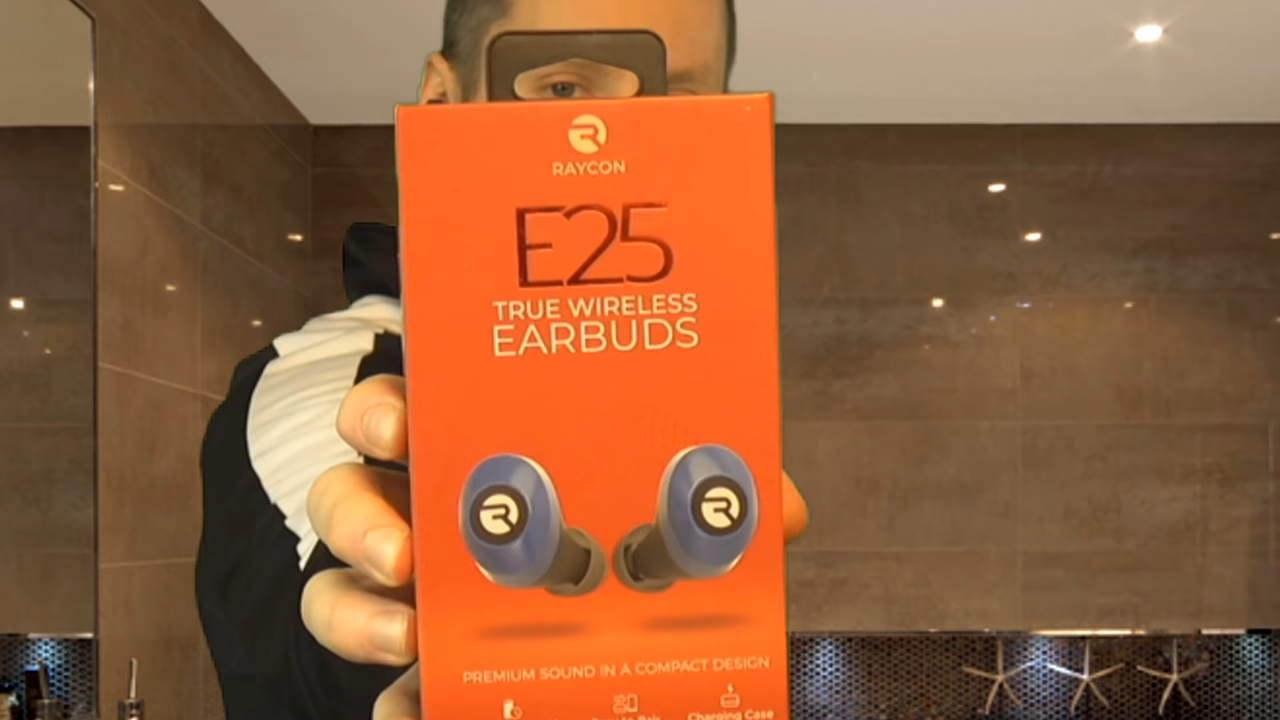 RAYCON
E25
TRUE WIRELESS
EARBUDS
PREMIUM SOUND IN A COMPACT DESIGN
Charging Case